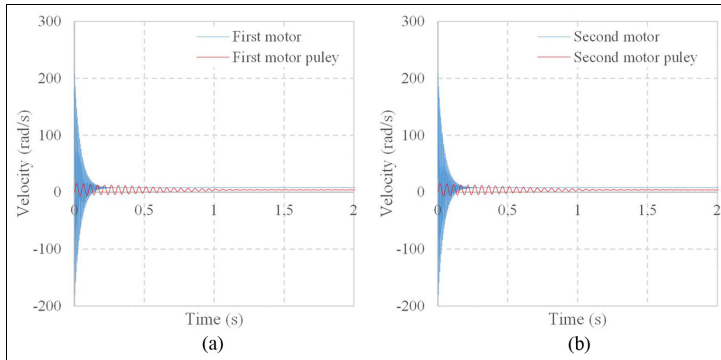 300
200
100
0
-100
-200
Velocity (rad/s)
First motor
First motor puley
0 0.5 1 1.5 2
Time (s)
(a)
300
200
100
0
-100
-200
Velocity (rad/s)
Second motor
Second motor puley
0 0.5 1 1.5 2
Time (s)
(b)